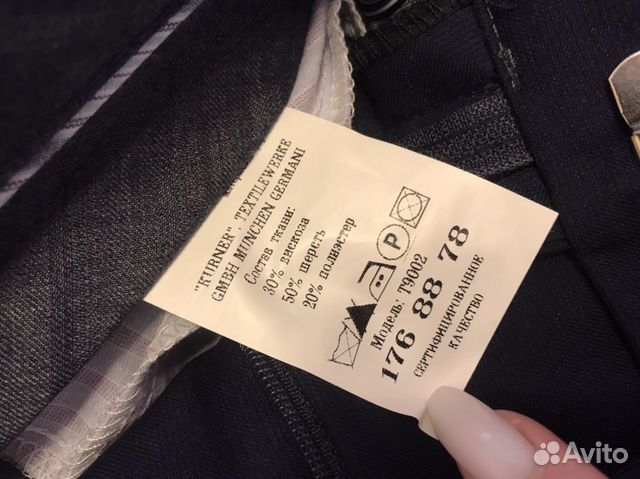 "KURNER". TEXTILEWERKE
GMBH MUNCHEN GERMANI
Состав ткани:
30% вискоза
50% шерсть
20% полиэстер
P
Модель: Т9062
176 88 78
СЕРТИФИЦИРОВАННОЕ
КАЧЕСТВО
Avito